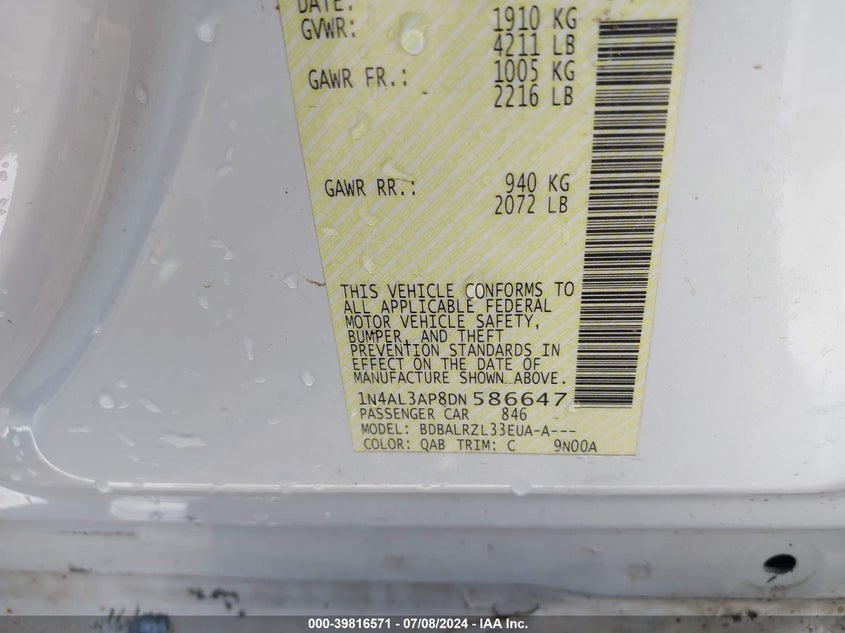 DATE:
GVWR: 1910 KG
4211 LB
GAWR FR.: 1005 KG
2216 LB
GAWR RR.: 940 KG
2072 LB
THIS VEHICLE CONFORMS TO
ALL APPLICABLE FEDERAL
MOTOR VEHICLE SAFETY,
BUMPER, AND THEFT
PREVENTION STANDARDS IN
EFFECT ON THE DATE OF
MANUFACTURE SHOWN ABOVE.
1N4AL3AP8DN586647
PASSENGER CAR 846
MODEL: BDBALRZL33EUA-A---
COLOR: QAB TRIM: C 9N00A
000-39816571 - 07/08/2024 - IAA Inc.